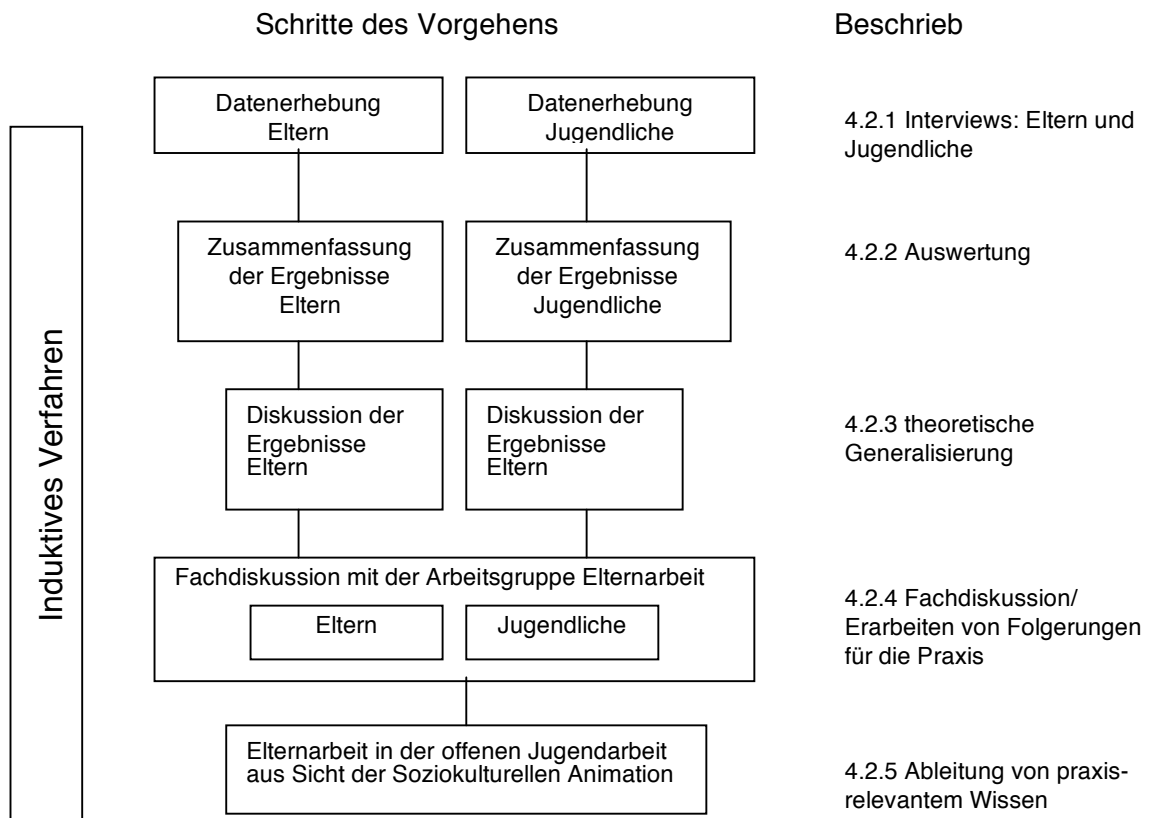 Schritte des Vorgehens
Beschrieb
Induktives Verfahren
Datenerhebung
Eltern
Datenerhebung
Jugendliche
4.2.1 Interviews: Eltern und
Jugendliche
Zusammenfassung
der Ergebnisse
Eltern
Zusammenfassung
der Ergebnisse
Jugendliche
4.2.2 Auswertung
Diskussion der
Ergebnisse
Eltern
Diskussion der
Ergebnisse
Eltern
4.2.3 theoretische
Generalisierung
Fachdiskussion mit der Arbeitsgruppe Elternarbeit
Eltern
Jugendliche
4.2.4 Fachdiskussion/
Erarbeiten von Folgerungen
für die Praxis
Elternarbeit in der offenen Jugendarbeit
aus Sicht der Soziokulturellen Animation
4.2.5 Ableitung von praxis-
relevantem Wissen